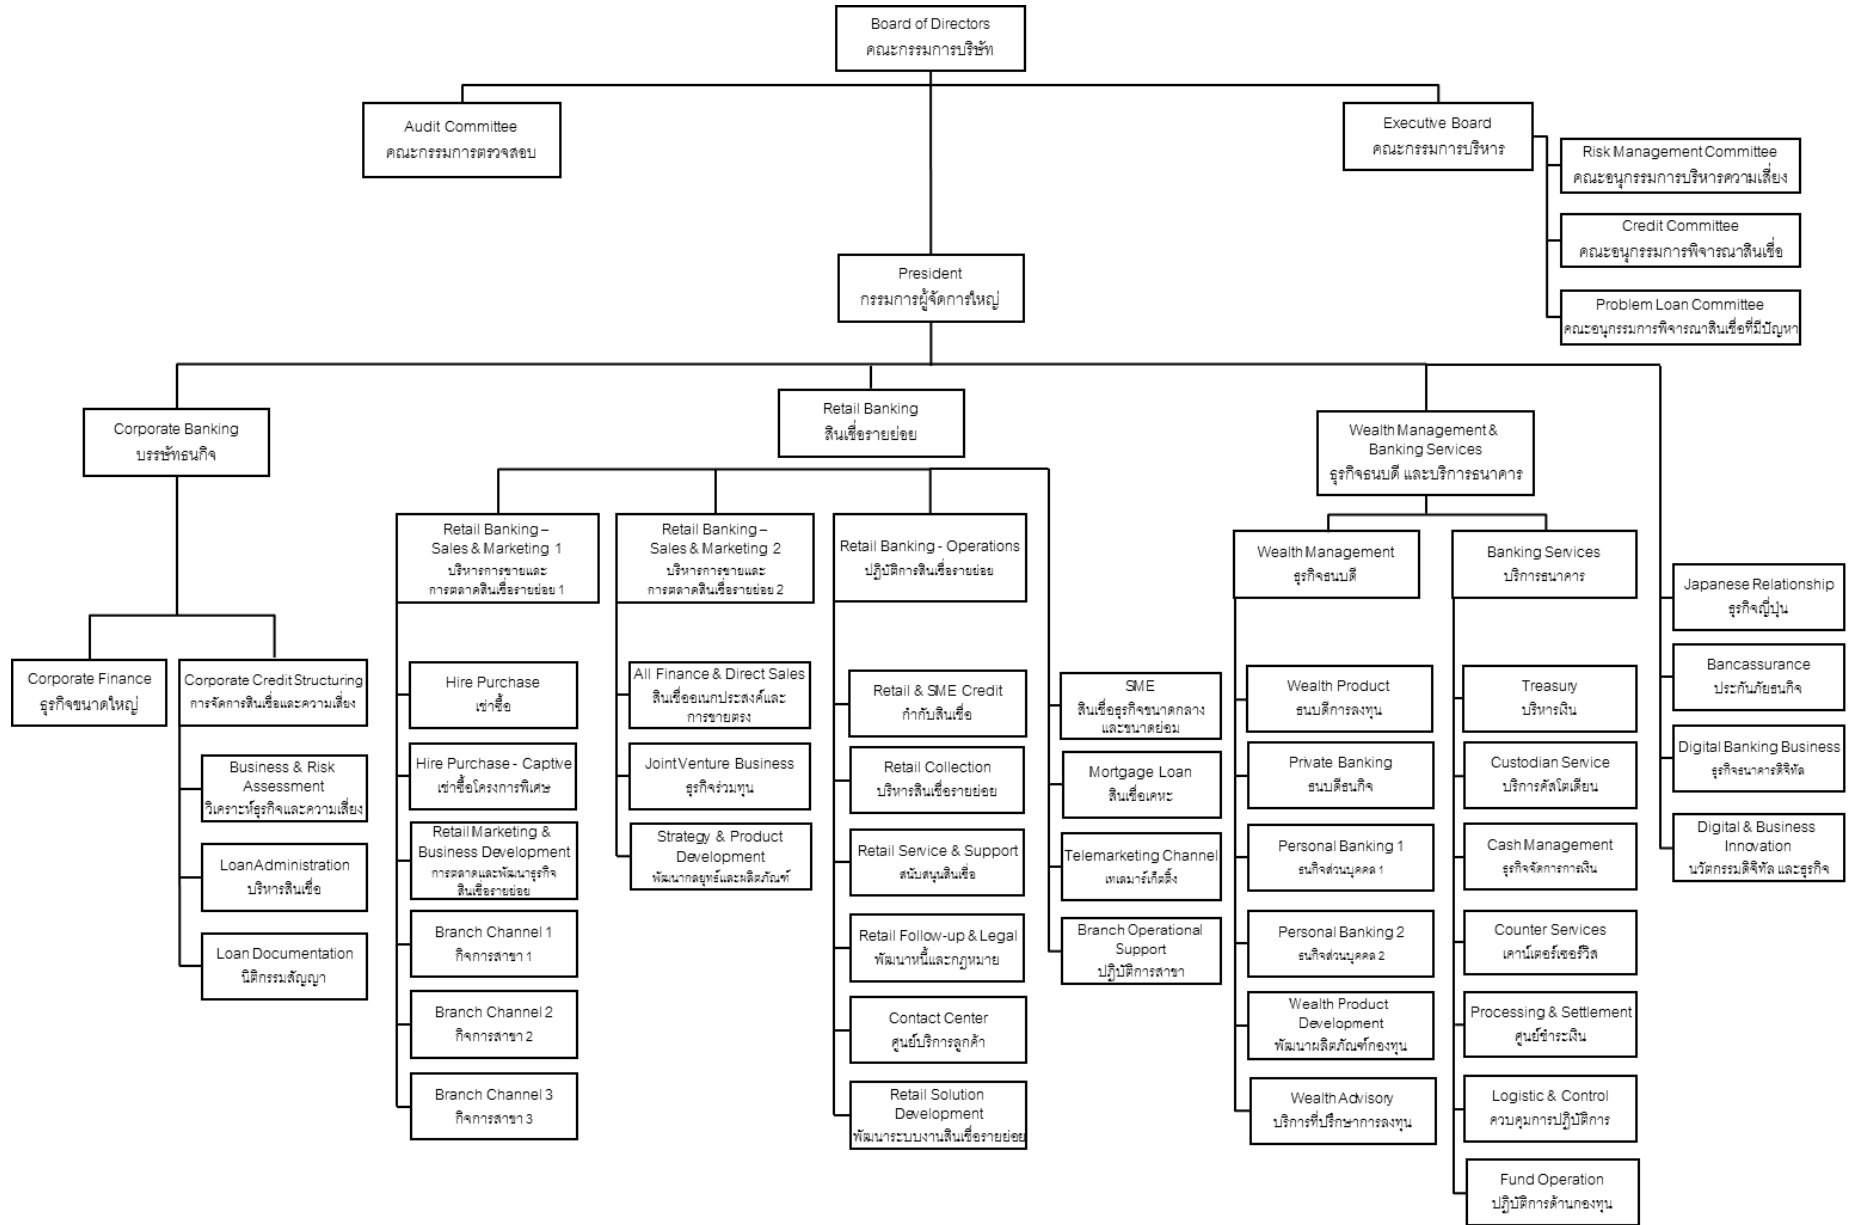 Board of Directors
คณะกรรมการบริษัท
Audit Committee
คณะกรรมการตรวจสอบ
Executive Board
คณะกรรมการบริหาร
Risk Management Committee
คณะอนุกรรมการบริหารความเสี่ยง
Credit Committee
คณะอนุกรรมการพิจารณาสินเชื่อ
Problem Loan Committee
คณะอนุกรรมการพิจารณาสินเชื่อที่มีปัญหา
President
กรรมการผู้จัดการใหญ่
Corporate Banking
บรรษัทธนกิจ
Retail Banking
สินเชื่อรายย่อย
Wealth Management &
Banking Services
ธุรกิจธนบดี และบริการธนาคาร
Corporate Finance
ธุรกิจขนาดใหญ่
Corporate Credit Structuring
การจัดการสินเชื่อและความเสี่ยง
Business & Risk
Assessment
วิเคราะห์ธุรกิจและความเสี่ยง
Loan Administration
บริหารสินเชื่อ
Loan Documentation
นิติกรรมสัญญา
Retail Banking –
Sales & Marketing 1
บริหารการขายและ
การตลาดสินเชื่อรายย่อย 1
Hire Purchase
เช่าซื้อ
Hire Purchase - Captive
เช่าซื้อโครงการพิเศษ
Retail Marketing &
Business Development
การตลาดและพัฒนาธุรกิจ
สินเชื่อรายย่อย
Branch Channel 1
กิจการสาขา 1
Branch Channel 2
กิจการสาขา 2
Branch Channel 3
กิจการสาขา 3
Retail Banking –
Sales & Marketing 2
บริหารการขายและ
การตลาดสินเชื่อรายย่อย 2
All Finance & Direct Sales
สินเชื่ออเนกประสงค์และ
การขายตรง
Joint Venture Business
ธุรกิจร่วมทุน
Strategy & Product
Development
พัฒนากลยุทธ์และผลิตภัณฑ์
Retail Banking - Operations
ปฏิบัติการสินเชื่อรายย่อย
Retail & SME Credit
กำกับสินเชื่อ
Retail Collection
บริหารสินเชื่อรายย่อย
Retail Service & Support
สนับสนุนสินเชื่อ
Retail Follow-up & Legal
พัฒนาหนี้และกฎหมาย
Contact Center
ศูนย์บริการลูกค้า
Retail Solution
Development
พัฒนาระบบงานสินเชื่อรายย่อย
SME
สินเชื่อธุรกิจขนาดกลาง
และขนาดย่อม
Mortgage Loan
สินเชื่อเคหะ
Telemarketing Channel
เทเลมาร์เก็ตติ้ง
Branch Operational
Support
ปฏิบัติการสาขา
Wealth Management
ธุรกิจธนบดี
Wealth Product
ธนบดีการลงทุน
Private Banking
ธนบดีธนกิจ
Personal Banking 1
ธนกิจส่วนบุคคล 1
Personal Banking 2
ธนกิจส่วนบุคคล 2
Wealth Product
Development
พัฒนาผลิตภัณฑ์กองทุน
Wealth Advisory
บริการที่ปรึกษาการลงทุน
Banking Services
บริการธนาคาร
Treasury
บริหารเงิน
Custodian Service
บริการคัสโตเดียน
Cash Management
ธุรกิจจัดการการเงิน
Counter Services
เคาน์เตอร์เซอร์วิส
Processing & Settlement
ศูนย์ชำระเงิน
Logistic & Control
ควบคุมการปฏิบัติการ
Fund Operation
ปฏิบัติการด้านกองทุน
Japanese Relationship
ธุรกิจญี่ปุ่น
Bancassurance
ประกันภัยธนกิจ
Digital Banking Business
ธุรกิจธนาคารดิจิทัล
Digital & Business
Innovation
นวัตกรรมดิจิทัล และธุรกิจ